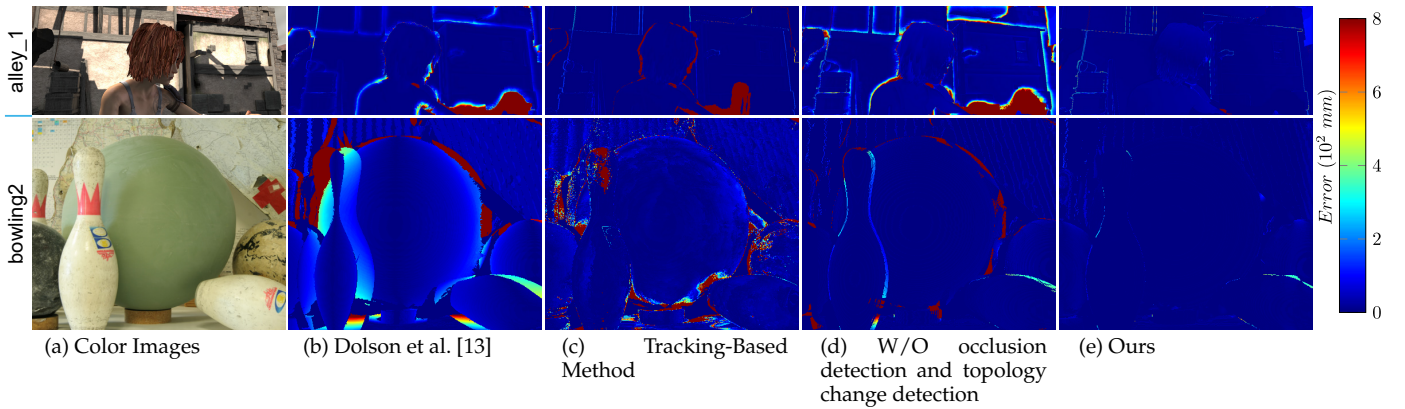 alley_1
bowling2
8
6
4
2
0
Error (10² mm)
(a) Color Images
(b) Dolson et al. [13]
(c) Tracking-Based
Method
(d) W/O occlusion
detection and topology
change detection
(e) Ours